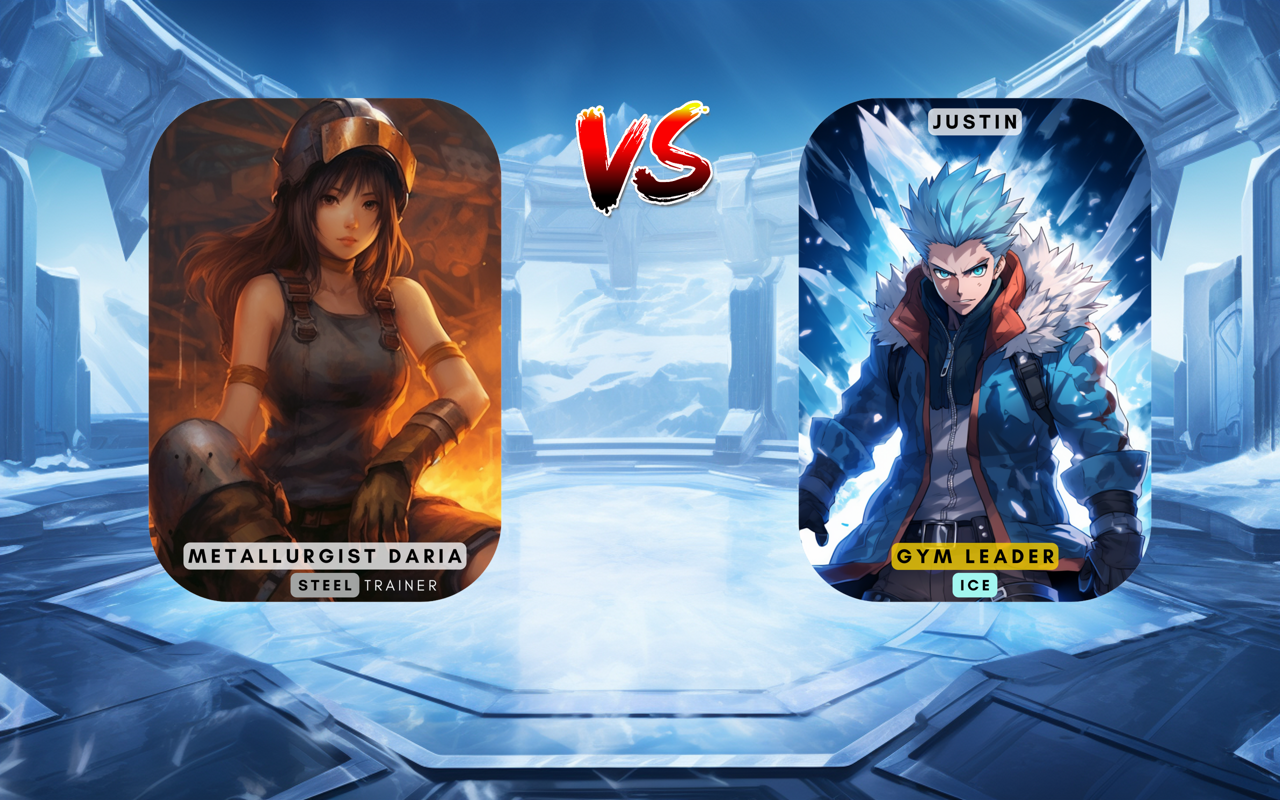 METALLURGIST DARIA
STEEL TRAINER
VS
JUSTIN
GYM LEADER
ICE